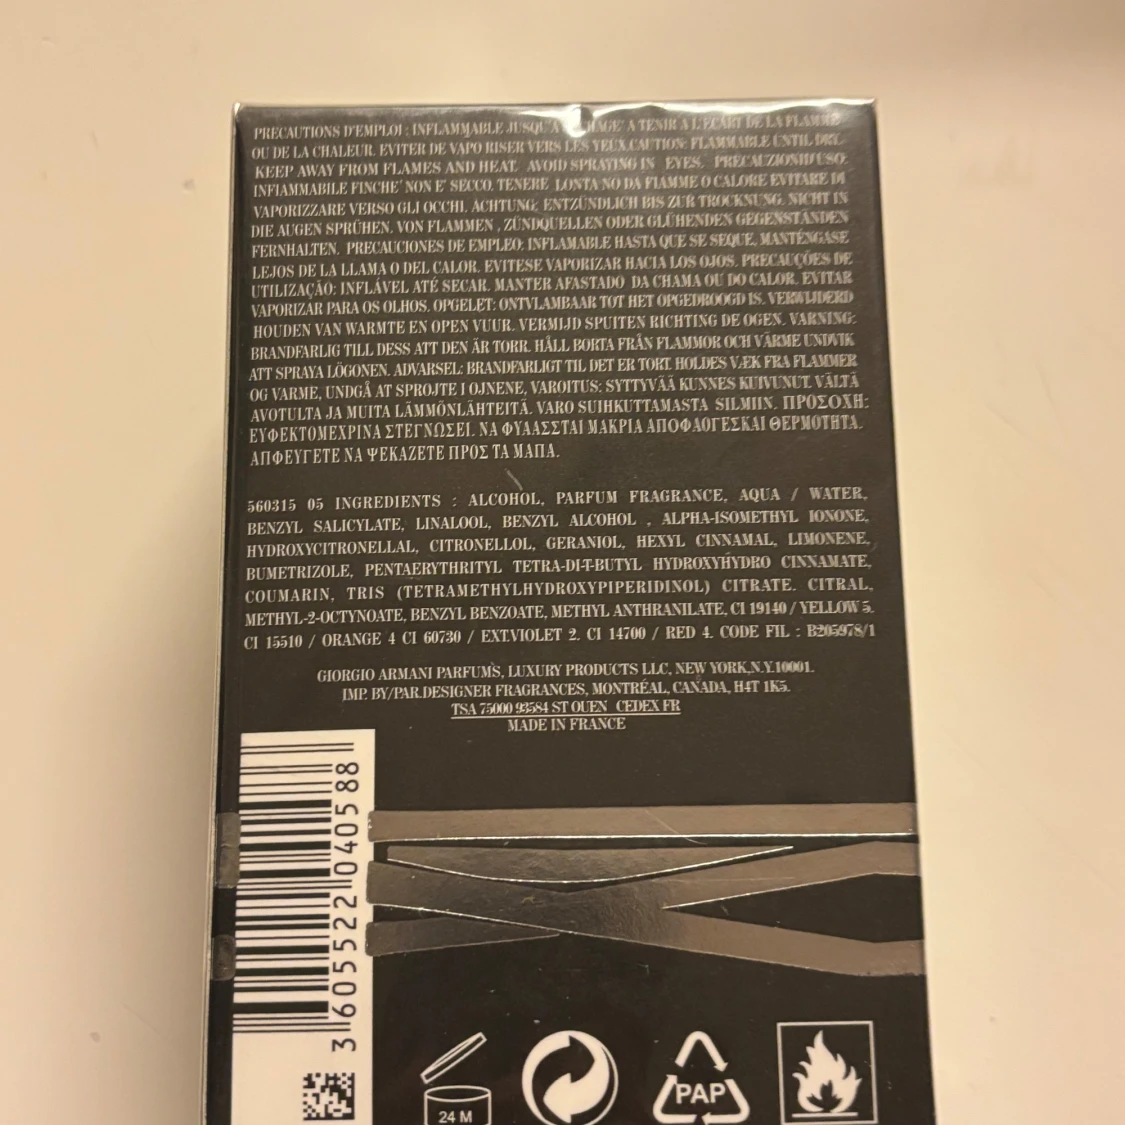 PRECAUTIONS D'EMPLOI : INFLAMMABLE JUSQU'A A TENIR A L'ECART DE LA FLAMME
OU DE LA CHALEUR. EVITER DE VAPO RISER VERS LES YEUX.CAUTION: FLAMMABLE UNTIL DRY.
KEEP AWAY FROM FLAMES AND HEAT. AVOID SPRAYING IN EYES. PRECAUZIONID'USO:
INFIAMMABILE FINCHE' NON E' SECCO. TENERE LONTA NO DA FIAMME O CALORE EVITARE DI
VAPORIZZARE VERSO GLI OCCHI. ACHTUNG: ENTZÜNDLICH BIS ZUR TROCKNUNG. NICHT IN
DIE AUGEN SPRÜHEN. VON FLAMMEN , ZÜNDQUELLEN ODER GLÜHENDEN GEGENSTÄNDEN
FERNHALTEN. PRECAUCIONES DE EMPLEO: INFLAMABLE HASTA QUE SE SEQUE, MANTÉNGASE
LEJOS DE LA LLAMA O DEL CALOR. EVITESE VAPORIZAR HACIA LOS OJOS. PRECAUÇÕES DE
UTILIZAÇÃO: INFLÁVEL ATÉ SECAR. MANTER AFASTADO DA CHAMA OU DO CALOR. EVITAR
VAPORIZAR PARA OS OLHOS. OPGELET: ONTVLAMBAAR TOT HET OPGEDROOGD IS. VERWIJDERD
HOUDEN VAN WARMTE EN OPEN VUUR. VERMIJD SPUITEN RICHTING DE OGEN. VARNING:
BRANDFARLIG TILL DESS ATT DEN ÄR TORR. HÅLL BORTA FRÅN FLAMMOR OCH VÄRME UNDVIK
ATT SPRAYA LÖGONEN. ADVARSEL: BRANDFARLIGT TIL DET ER TORT. HOLDES VÆK FRA FLAMMER
OG VARME, UNDGÅ AT SPROJTE I OJNENE, VAROITUS: SYTTYVÄÄ KUNNES KUIVUNUT. VÄLTÄ
AVOTULTA JA MUITA LÄMMÖNLÄHTEITÄ. VARO SUIHKUTTAMASTA SILMIIN. ΠΡΟΣΟΧΗ:
ΕΥΦΕΚΤΟΜΕΧΡΙΝΑ ΣΤΕΓΝΩΣΕΙ. ΝΑ ΦΥΛΑΣΣΤΑΙ ΜΑΚΡΙΑ ΑΠΟΦΛΟΓΕΣΚΑΙ ΘΕΡΜΟΤΗΤΑ.
ΑΠΦΕΥΓΕΤΕ ΝΑ ΨΕΚΑΖΕΤΕ ΠΡΟΣ ΤΑ ΜΑΠΑ.
560315 05 INGREDIENTS : ALCOHOL, PARFUM FRAGRANCE, AQUA / WATER,
BENZYL SALICYLATE, LINALOOL, BENZYL ALCOHOL , ALPHA-ISOMETHYL IONONE,
HYDROXYCITRONELLAL, CITRONELLOL, GERANIOL, HEXYL CINNAMAL, LIMONENE,
BUMETRIZOLE, PENTAERYTHRITYL TETRA-DI-T-BUTYL HYDROXYHYDRO CINNAMATE,
COUMARIN, TRIS (TETRAMETHYLHYDROXYPIPERIDINOL) CITRATE. CITRAL,
METHYL-2-OCTYNOATE, BENZYL BENZOATE, METHYL ANTHRANILATE, CI 19140 / YELLOW 5.
CI 15510 / ORANGE 4 CI 60730 / EXT.VIOLET 2. CI 14700 / RED 4. CODE FIL : B205978/1
GIORGIO ARMANI PARFUMS, LUXURY PRODUCTS LLC, NEW YORK,N.Y.10001.
IMP. BY/PAR.DESIGNER FRAGRANCES, MONTRÉAL, CANADA, H4T 1K5.
TSA 75000 93584 ST OUEN CEDEX FR
MADE IN FRANCE
3 605522 040588
24 M
PAP